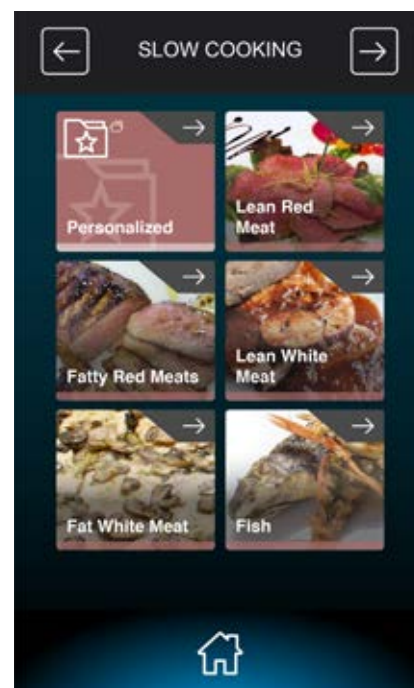 SLOW COOKING
Personalized
Lean Red
Meat
Fatty Red Meats
Lean White
Meat
Fat White Meat
Fish